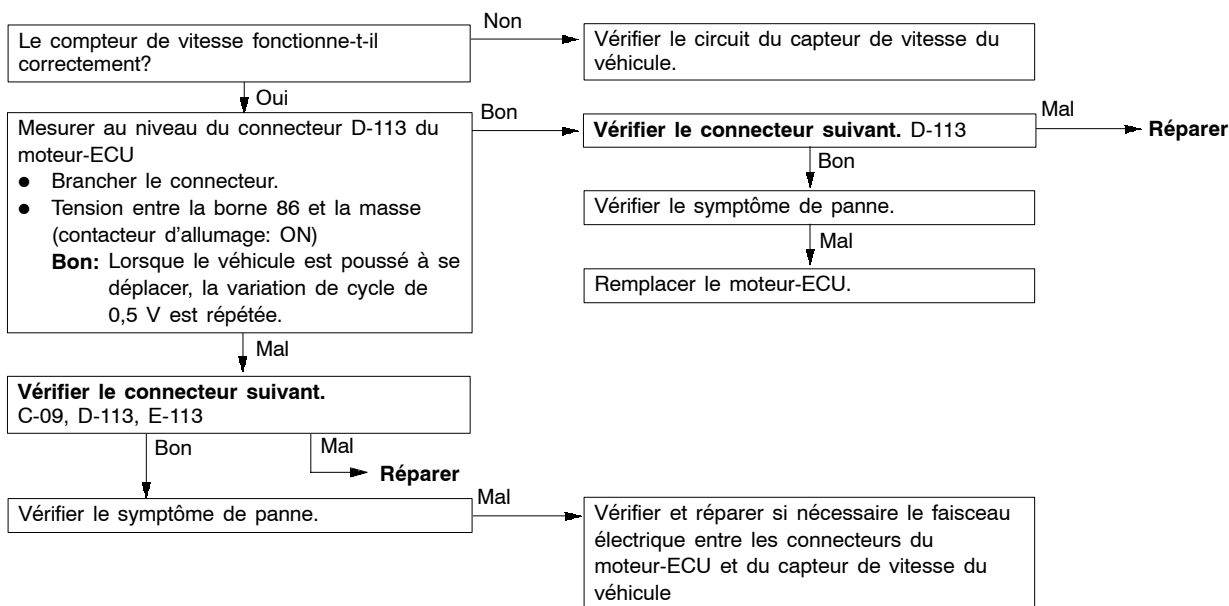 Le compteur de vitesse fonctionne-t-il
correctement?
Non
Vérifier le circuit du capteur de vitesse du
véhicule.
Oui
Mesurer au niveau du connecteur D-113 du
moteur-ECU
● Brancher le connecteur.
● Tension entre la borne 86 et la masse
(contacteur d'allumage: ON)
Bon: Lorsque le véhicule est poussé à se
déplacer, la variation de cycle de
0,5 V est répétée.
Bon
Vérifier le connecteur suivant. D-113
Mal
Réparer
Bon
Vérifier le symptôme de panne.
Mal
Remplacer le moteur-ECU.
Mal
Vérifier le connecteur suivant.
C-09, D-113, E-113
Bon
Mal
Réparer
Vérifier le symptôme de panne.
Mal
Vérifier et réparer si nécessaire le faisceau
électrique entre les connecteurs du
moteur-ECU et du capteur de vitesse du
véhicule